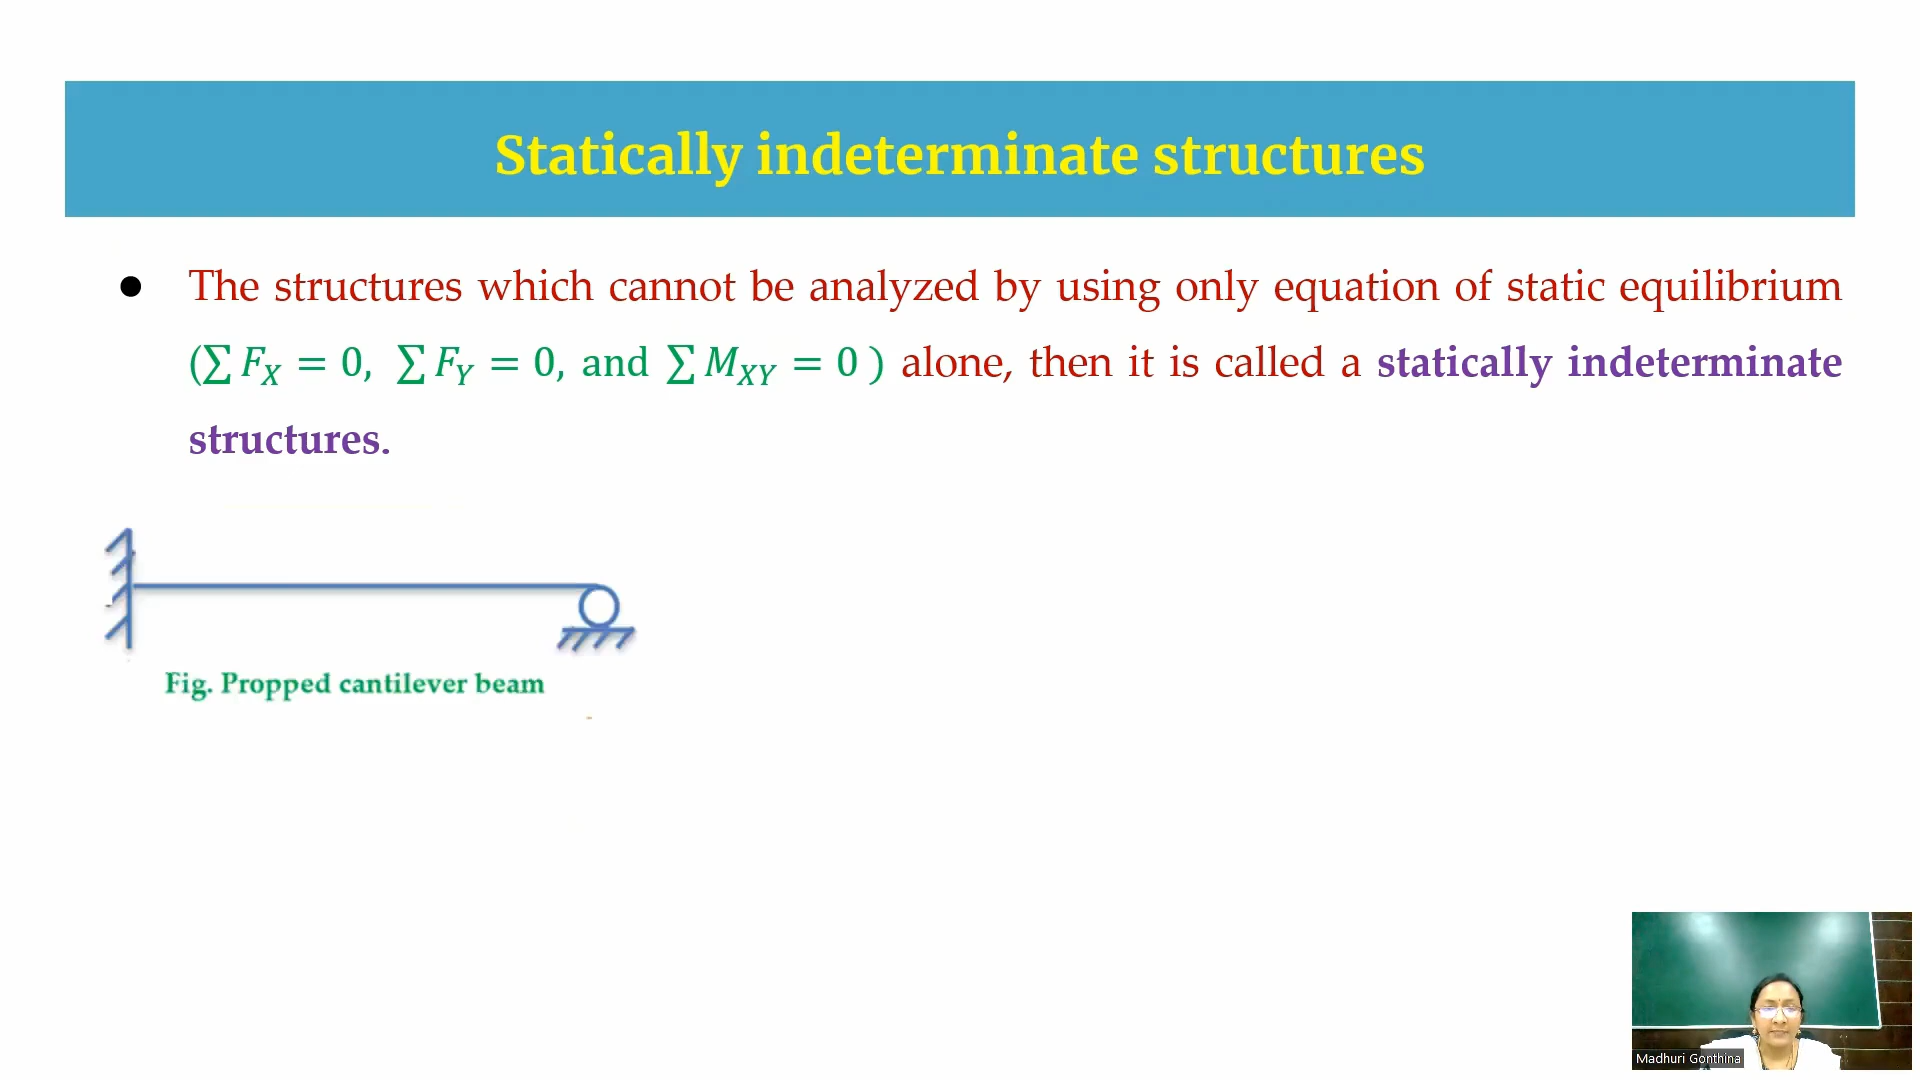 Statically indeterminate structures
● The structures which cannot be analyzed by using only equation of static equilibrium
(∑ F_X = 0, ∑ F_Y = 0, and ∑ M_XY = 0 ) alone, then it is called a statically indeterminate
structures.
Fig. Propped cantilever beam
Madhuri Gonthina